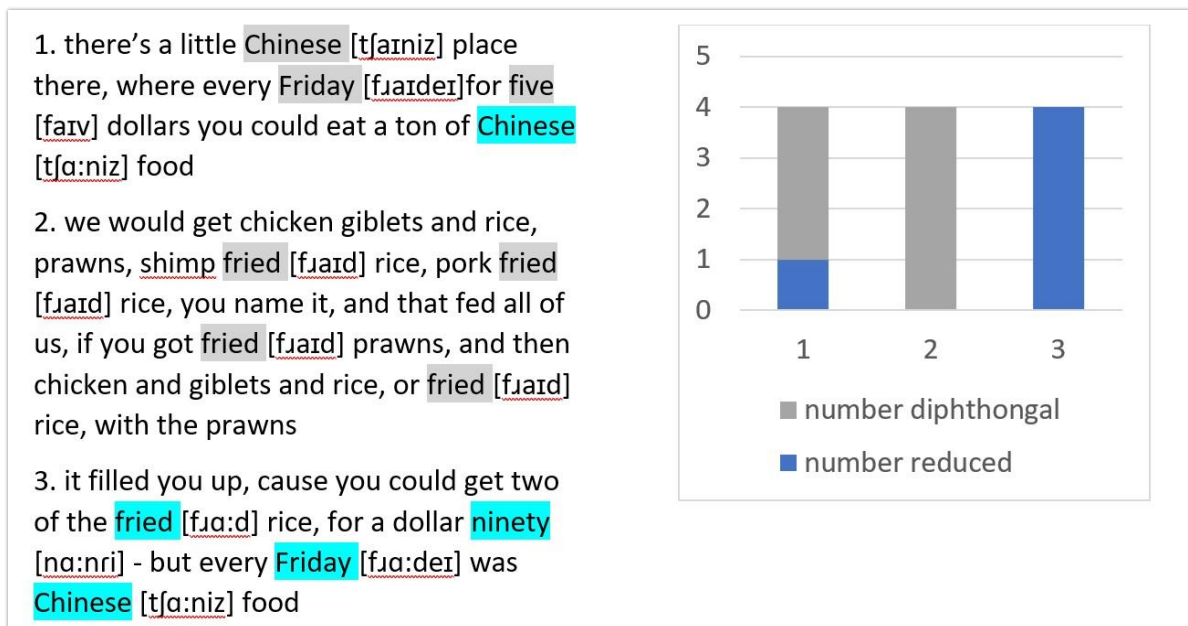 1. there’s a little Chinese [tʃaɪniz] place
there, where every Friday [fɹaɪdeɪ]for five
[faɪv] dollars you could eat a ton of Chinese
[tʃɑ:niz] food
2. we would get chicken giblets and rice,
prawns, shimp fried [fɹaɪd] rice, pork fried
[fɹaɪd] rice, you name it, and that fed all of
us, if you got fried [fɹaɪd] prawns, and then
chicken and giblets and rice, or fried [fɹaɪd]
rice, with the prawns
3. it filled you up, cause you could get two
of the fried [fɹɑ:d] rice, for a dollar ninety
[nɑ:nɾi] - but every Friday [fɹɑ:deɪ] was
Chinese [tʃɑ:niz] food
5
4
3
2
1
0
1 2 3
number diphthongal
number reduced